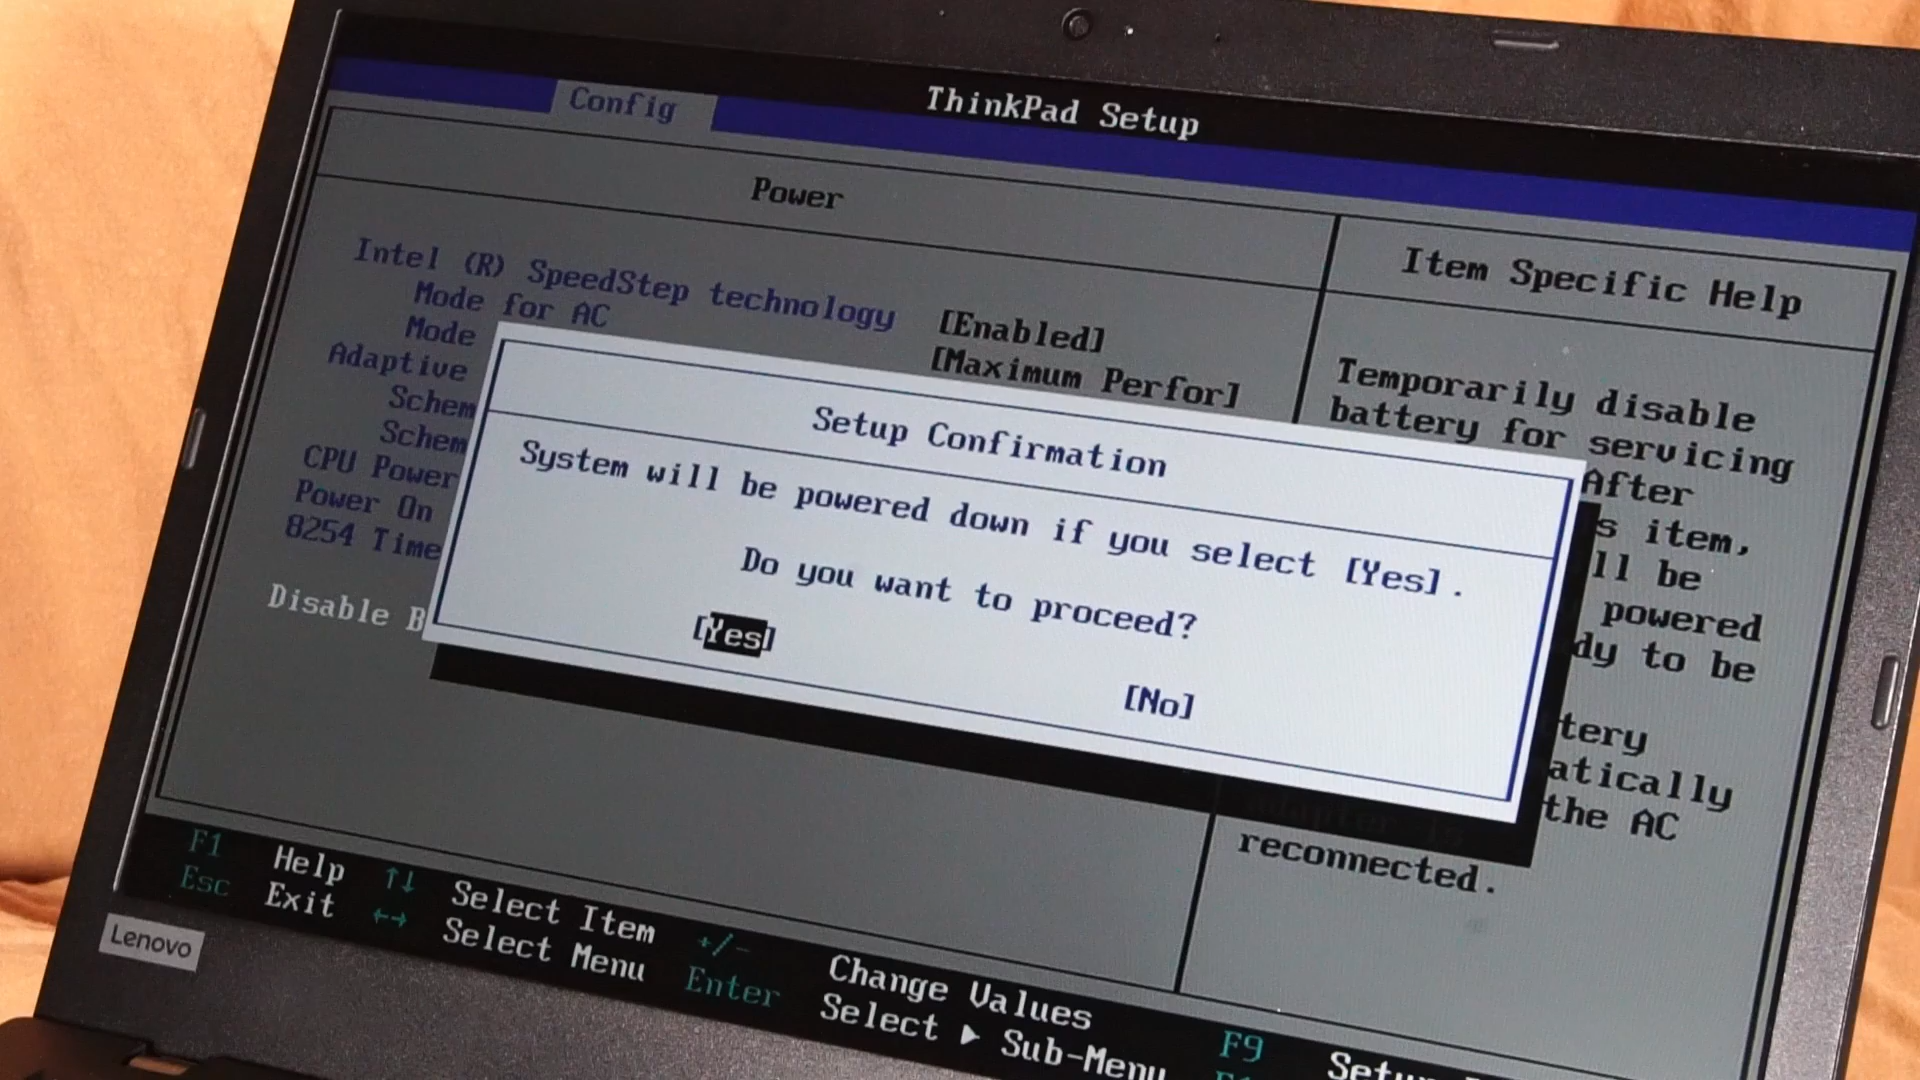 ThinkPad Setup
Config
Power
Item Specific Help
Intel (R) SpeedStep technology [Enabled]
Mode for AC [Maximum Perfor]
Mode
Adaptive
Schem
Schem
CPU Power
Power On
8254 Time
Disable B
Setup Confirmation
System will be powered down if you select [Yes].
Do you want to proceed?
[Yes] [No]
Temporarily disable
battery for servicing
After
s item,
ll be
powered
dy to be
tery
atically
the AC
reconnected.
F1 Help ↑↓ Select Item +/- Change Values F9
Esc Exit ←→ Select Menu Enter Select ▶ Sub-Menu
Lenovo